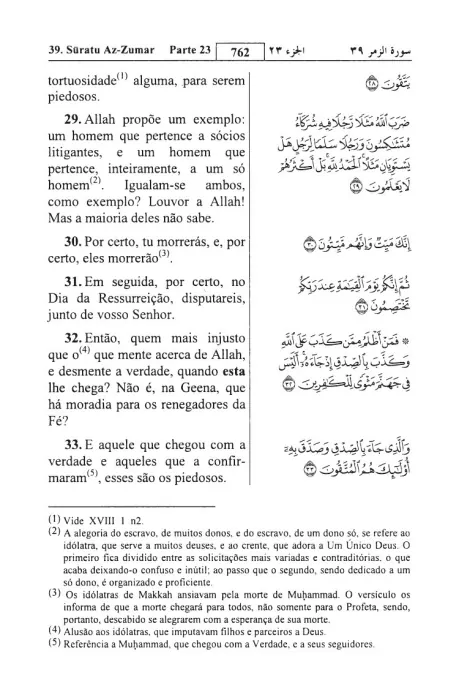 39. Sūratu Az-Zumar Parte 23 762 الجزء ٢٣ سورة الزمر ٣٩
tortuosidade(1) alguma, para serem
piedosos.
29. Allah propõe um exemplo:
um homem que pertence a sócios
litigantes, e um homem que
pertence, inteiramente, a um só
homem(2). Igualam-se ambos,
como exemplo? Louvor a Allah!
Mas a maioria deles não sabe.
30. Por certo, tu morrerás, e, por
certo, eles morrerão(3).
31. Em seguida, por certo, no
Dia da Ressurreição, disputareis,
junto de vosso Senhor.
32. Então, quem mais injusto
que o(4) que mente acerca de Allah,
e desmente a verdade, quando esta
lhe chega? Não é, na Geena, que
há moradia para os renegadores da
Fé?
33. E aquele que chegou com a
verdade e aqueles que a confir-
maram(5), esses são os piedosos.
يَتَّقُونَ ٢٨
ضَرَبَ ٱللَّهُ مَثَلًا رَّجُلًا فِيهِ شُرَكَآءُ
مُتَشَٰكِسُونَ وَرَجُلًا سَلَمًا لِّرَجُلٍ هَلْ
يَسْتَوِيَانِ مَثَلًا ٱلْحَمْدُ لِلَّهِ بَلْ أَكْثَرُهُمْ
لَا يَعْلَمُونَ ٢٩
إِنَّكَ مَيِّتٌ وَإِنَّهُم مَّيِّتُونَ ٣٠
ثُمَّ إِنَّكُمْ يَوْمَ ٱلْقِيَٰمَةِ عِندَ رَبِّكُمْ
تَخْتَصِمُونَ ٣١
* فَمَنْ أَظْلَمُ مِمَّن كَذَبَ عَلَى ٱللَّهِ
وَكَذَّبَ بِٱلصِّدْقِ إِذْ جَآءَهُۥٓ أَلَيْسَ
فِى جَهَنَّمَ مَثْوًى لِّلْكَٰفِرِينَ ٣٢
وَٱلَّذِى جَآءَ بِٱلصِّدْقِ وَصَدَّقَ بِهِۦٓ
أُو۟لَٰٓئِكَ هُمُ ٱلْمُتَّقُونَ ٣٣
(1) Vide XVIII 1 n2.
(2) A alegoria do escravo, de muitos donos, e do escravo, de um dono só, se refere ao
idólatra, que serve a muitos deuses, e ao crente, que adora a Um Único Deus. O
primeiro fica dividido entre as solicitações mais variadas e contraditórias. o que
acaba deixando-o confuso e inútil; ao passo que o segundo, sendo dedicado a um
só dono, é organizado e proficiente.
(3) Os idólatras de Makkah ansiavam pela morte de Muḥammad. O versículo os
informa de que a morte chegará para todos, não somente para o Profeta, sendo,
portanto, descabido se alegrarem com a esperança de sua morte.
(4) Alusão aos idólatras, que imputavam filhos e parceiros a Deus.
(5) Referência a Muḥammad, que chegou com a Verdade, e a seus seguidores.